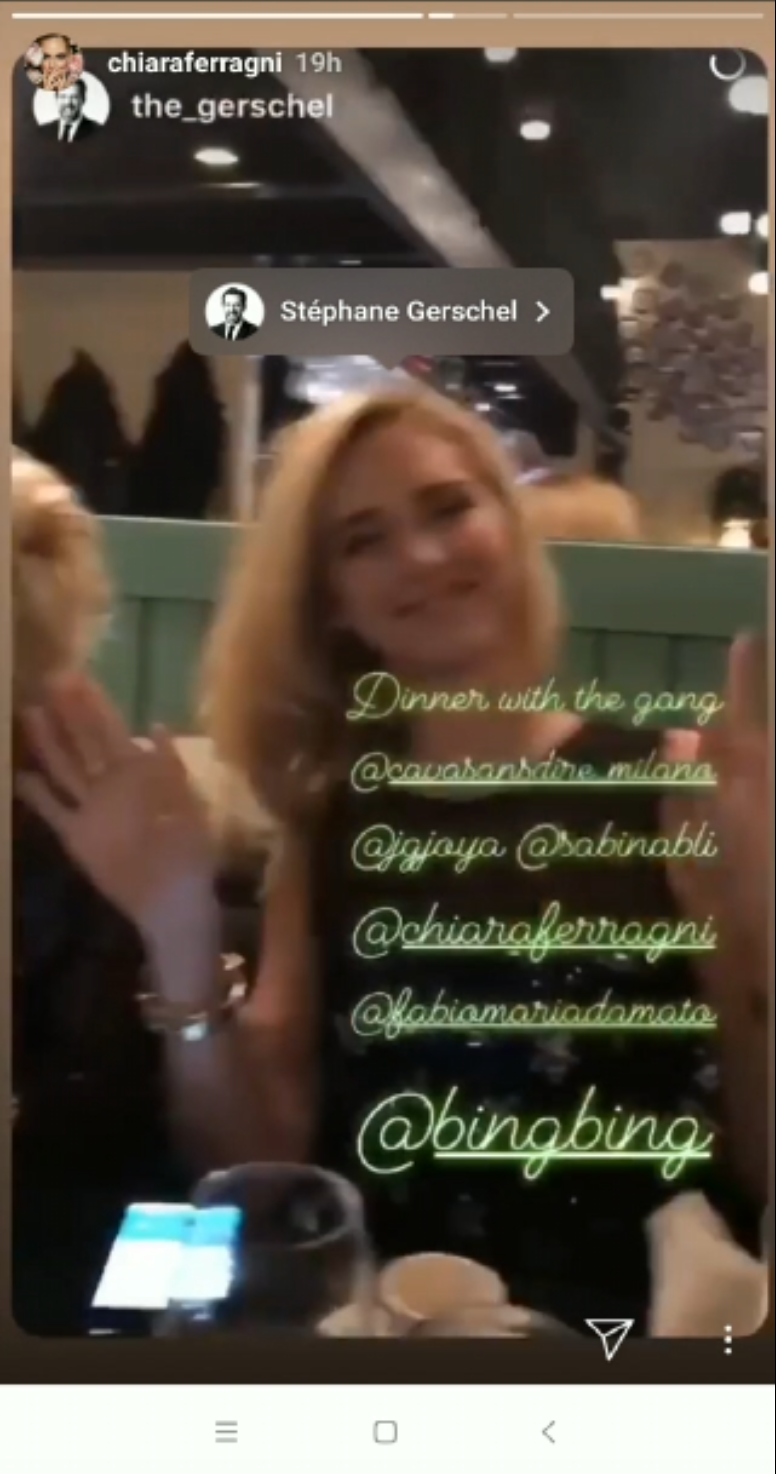 chiaraferragni 19h
the_gerschel
Stéphane Gerschel
Dinner with the gang
@cavasansdire_milano
@jgjoya @sabinabli
@chiaraferragni
@fabiomariadamato
@bingbing